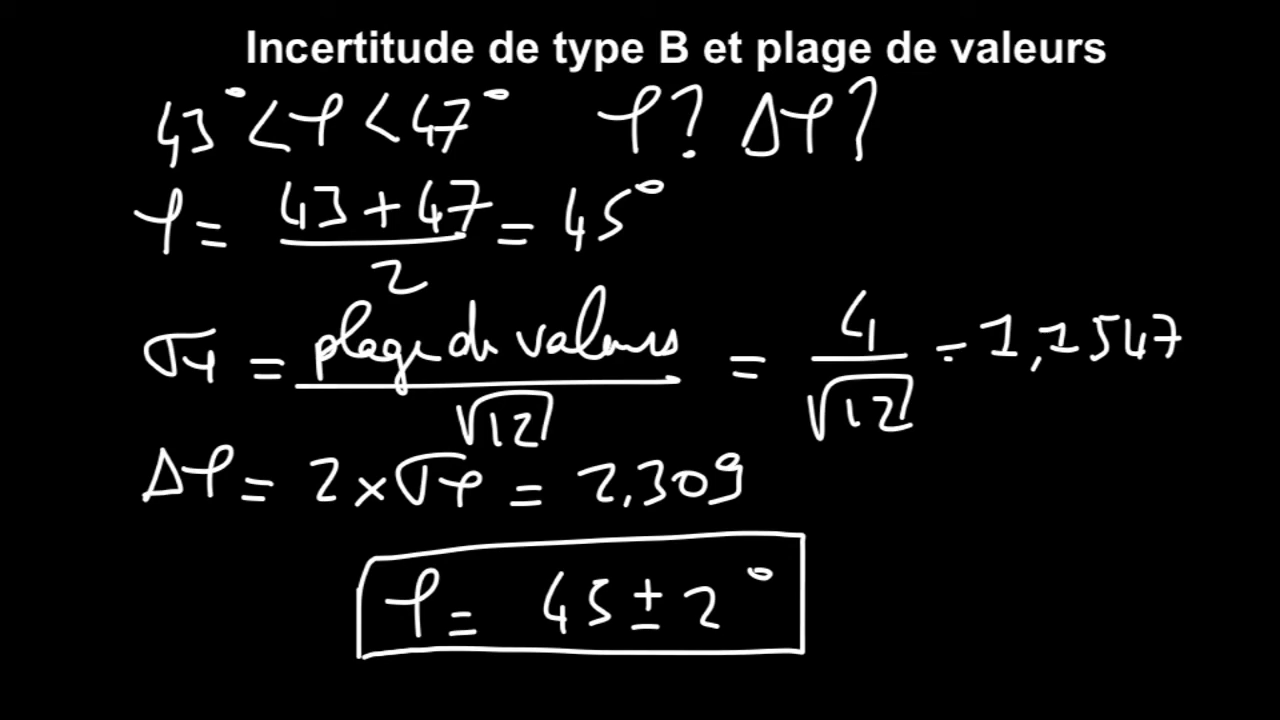 Incertitude de type B et plage de valeurs
43° < φ < 47° φ? Δφ?
φ = (43 + 47)/2 = 45°
σφ = plage de valeurs/√12 = 4/√12 = 1,1547
Δφ = 2 × σφ = 2,309
φ = 45 ± 2°